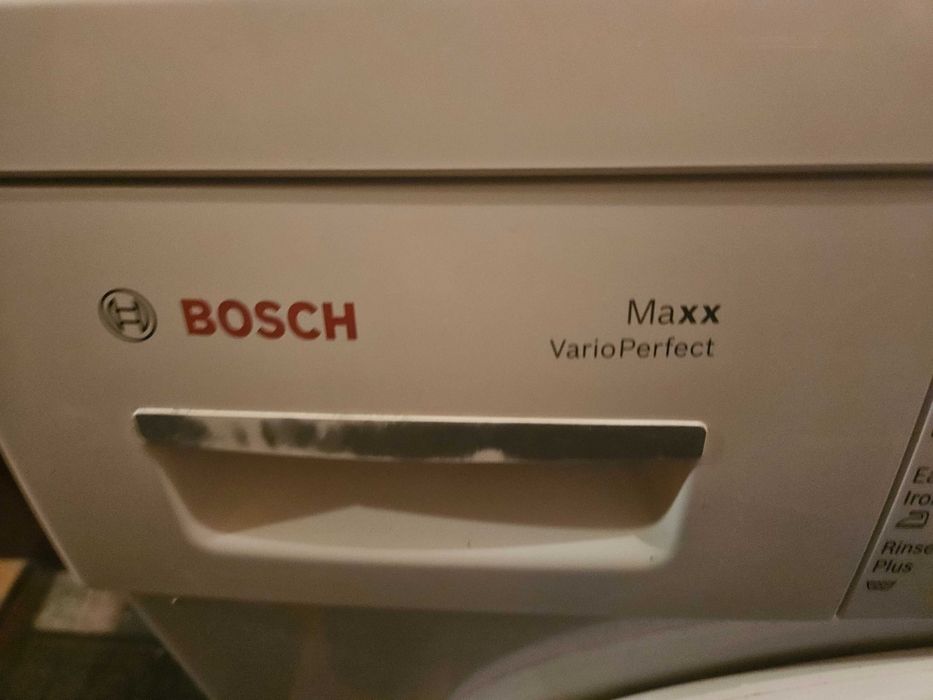 BOSCH
Maxx
VarioPerfect
Rinse
Plus